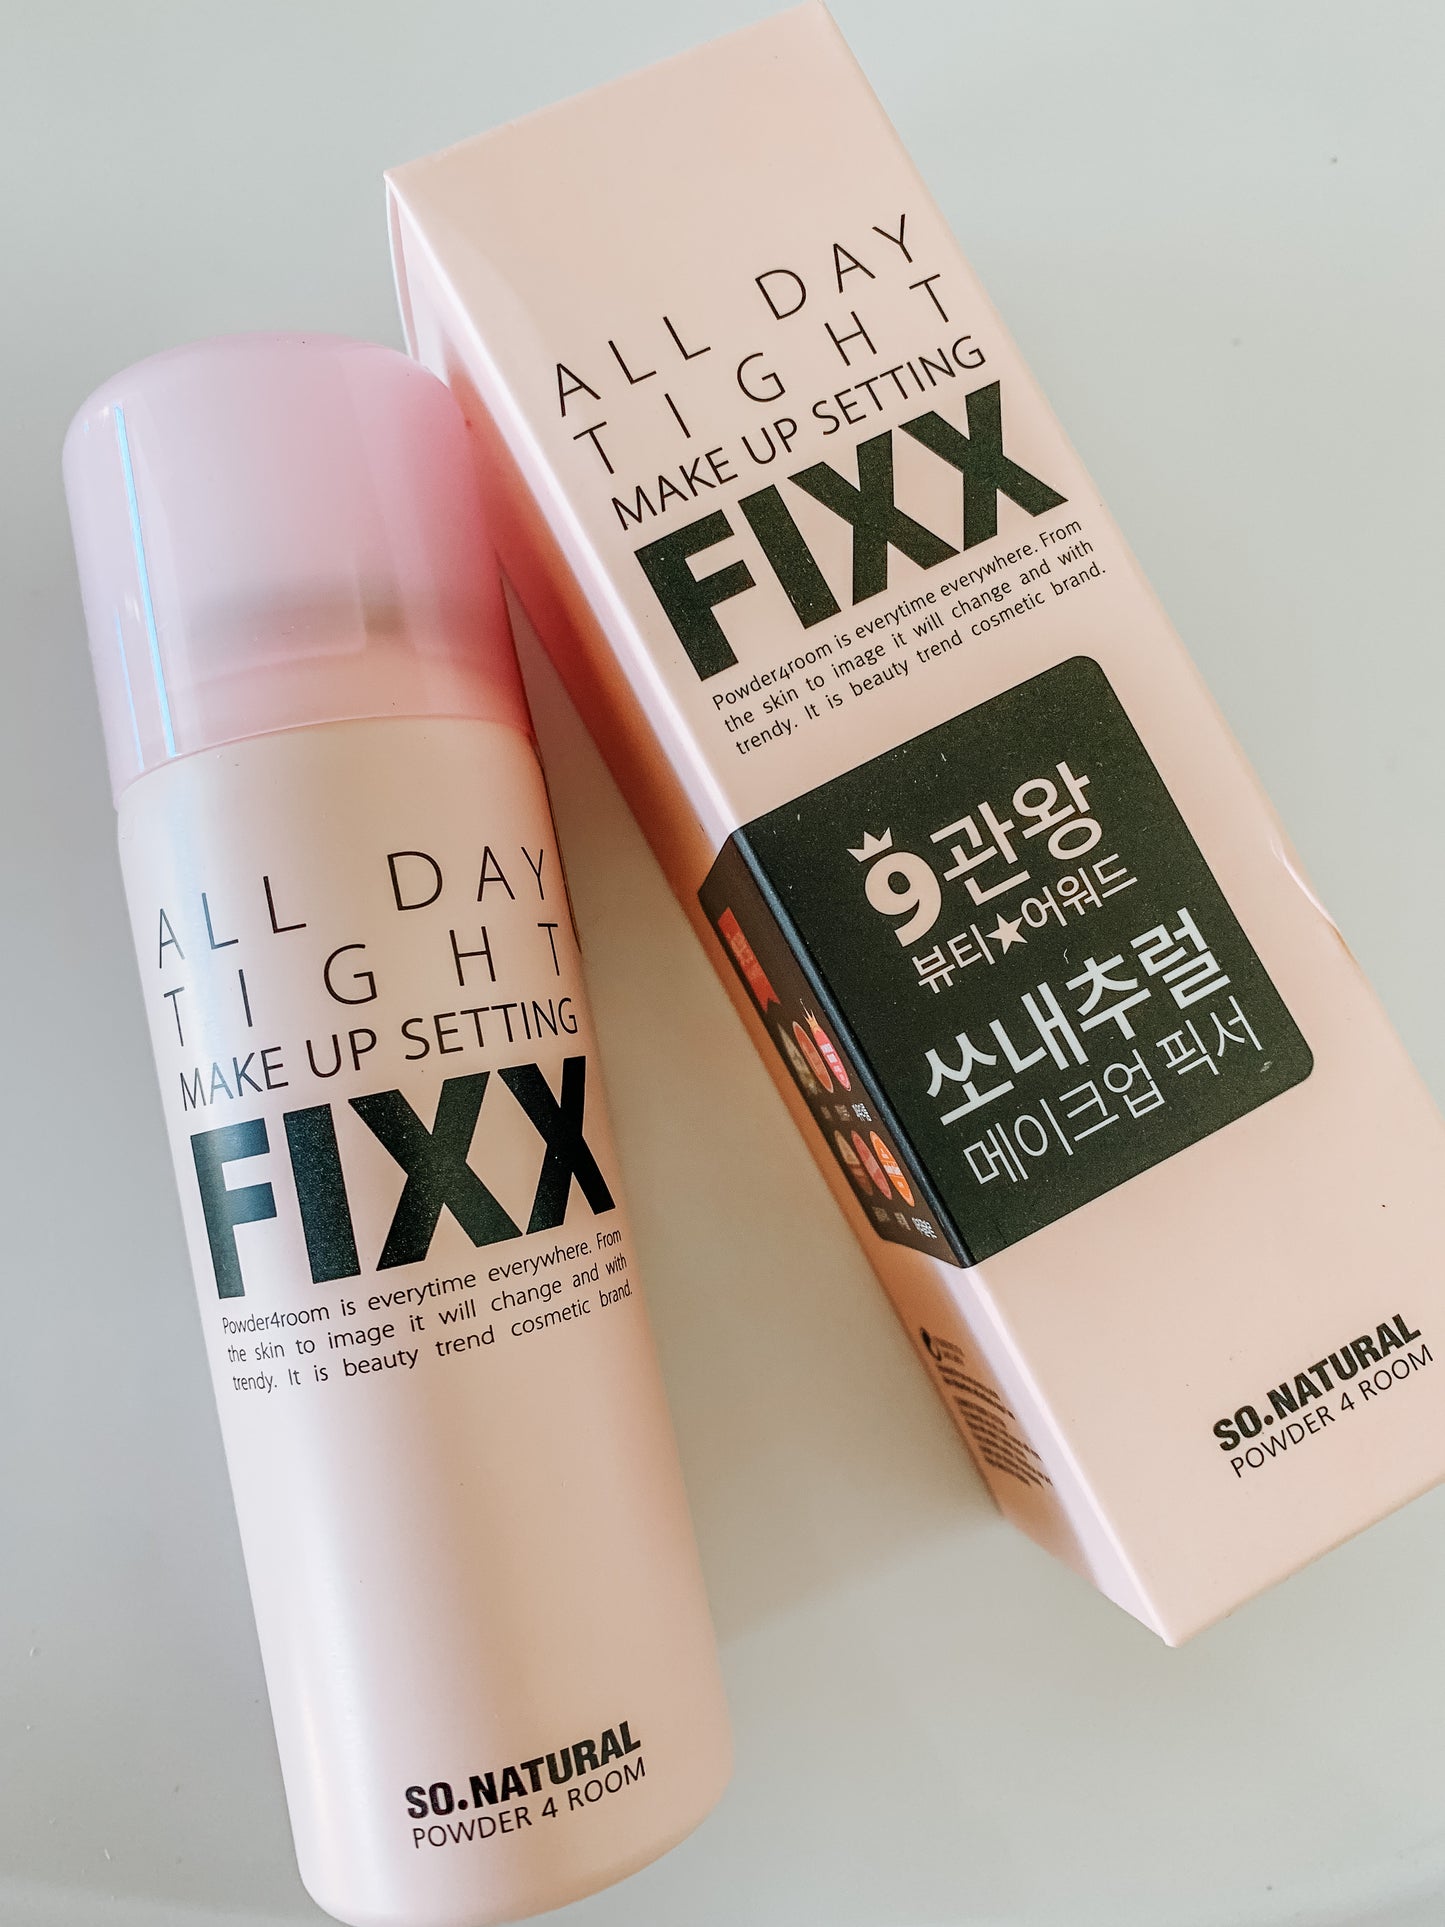 ALL DAY
TIGHT
MAKE UP SETTING
FIXX
Powder4room is everytime everywhere. From
the skin to image it will change and with
trendy. It is beauty trend cosmetic brand.
SO.NATURAL
POWDER 4 ROOM
ALL DAY
TIGHT
MAKE UP SETTING
FIXX
Powder4room is everytime everywhere. From
the skin to image it will change and with
trendy. It is beauty trend cosmetic brand.
9관왕
뷰티★어워드
쏘내추럴
메이크업 픽서
SO.NATURAL
POWDER 4 ROOM